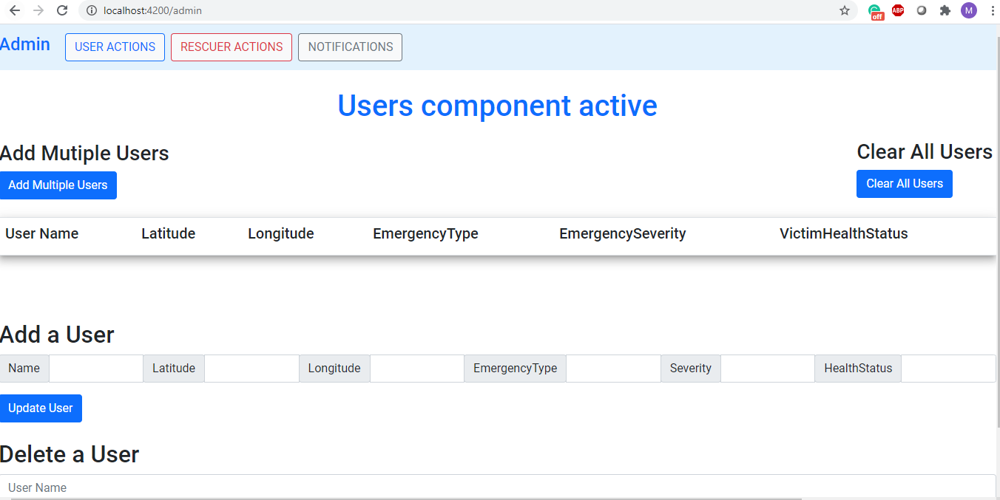 localhost:4200/admin
off
ABP
M
Admin USER ACTIONS RESCUER ACTIONS NOTIFICATIONS
Users component active
Add Mutiple Users
Clear All Users
Add Multiple Users
Clear All Users
User Name Latitude Longitude EmergencyType EmergencySeverity VictimHealthStatus
Add a User
Name Latitude Longitude EmergencyType Severity HealthStatus
Update User
Delete a User
User Name